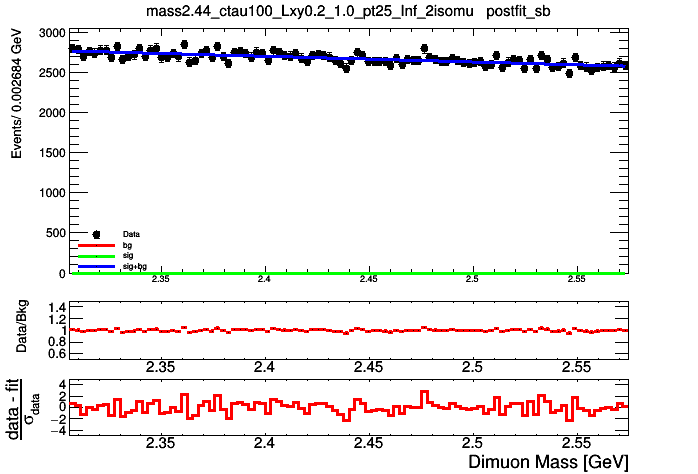 mass2.44_ctau100_Lxy0.2_1.0_pt25_Inf_2isomu postfit_sb
Events/ 0.002684 GeV
3000
2500
2000
1500
1000
500
0
Data
bg
sig
sig+bg
2.35 2.4 2.45 2.5 2.55
Data/Bkg
1.4
1.2
1
0.8
0.6
2.35 2.4 2.45 2.5 2.55
data - fit
σdata
4
2
0
−2
−4
2.35 2.4 2.45 2.5 2.55
Dimuon Mass [GeV]